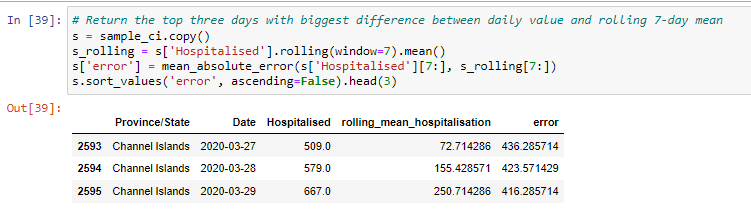 In [39]: # Return the top three days with biggest difference between daily value and rolling 7-day mean
s = sample_ci.copy()
s_rolling = s['Hospitalised'].rolling(window=7).mean()
s['error'] = mean_absolute_error(s['Hospitalised'][7:], s_rolling[7:])
s.sort_values('error', ascending=False).head(3)
Out[39]:
Province/State Date Hospitalised rolling_mean_hospitalisation error
2593 Channel Islands 2020-03-27 509.0 72.714286 436.285714
2594 Channel Islands 2020-03-28 579.0 155.428571 423.571429
2595 Channel Islands 2020-03-29 667.0 250.714286 416.285714